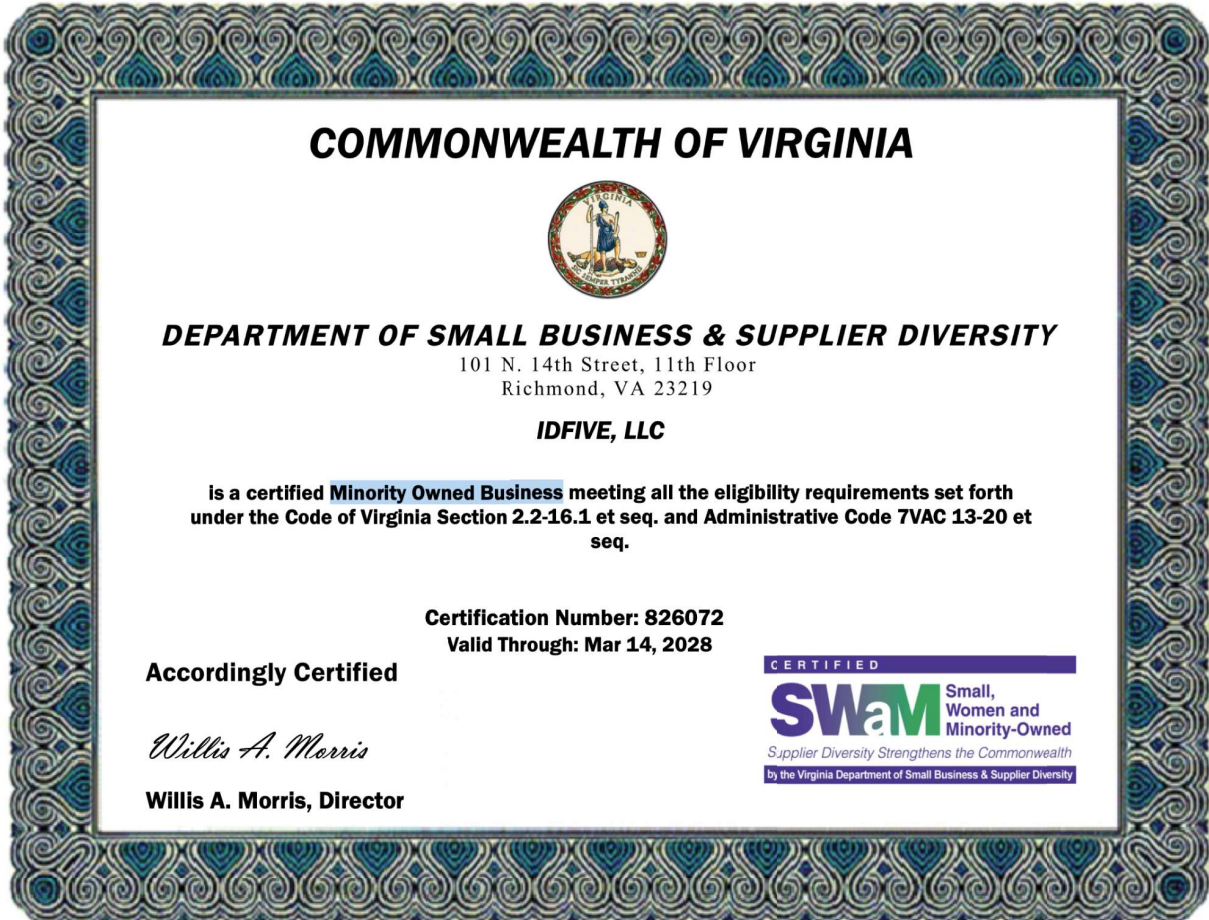 COMMONWEALTH OF VIRGINIA
VIRGINIA
SIC SEMPER TYRANNIS
DEPARTMENT OF SMALL BUSINESS & SUPPLIER DIVERSITY
101 N. 14th Street, 11th Floor
Richmond, VA 23219
IDFIVE, LLC
is a certified Minority Owned Business meeting all the eligibility requirements set forth
under the Code of Virginia Section 2.2-16.1 et seq. and Administrative Code 7VAC 13-20 et
seq.
Certification Number: 826072
Valid Through: Mar 14, 2028
Accordingly Certified
Willis A. Morris
Willis A. Morris, Director
CERTIFIED
SWaM
Small,
Women and
Minority-Owned
Supplier Diversity Strengthens the Commonwealth
by the Virginia Department of Small Business & Supplier Diversity